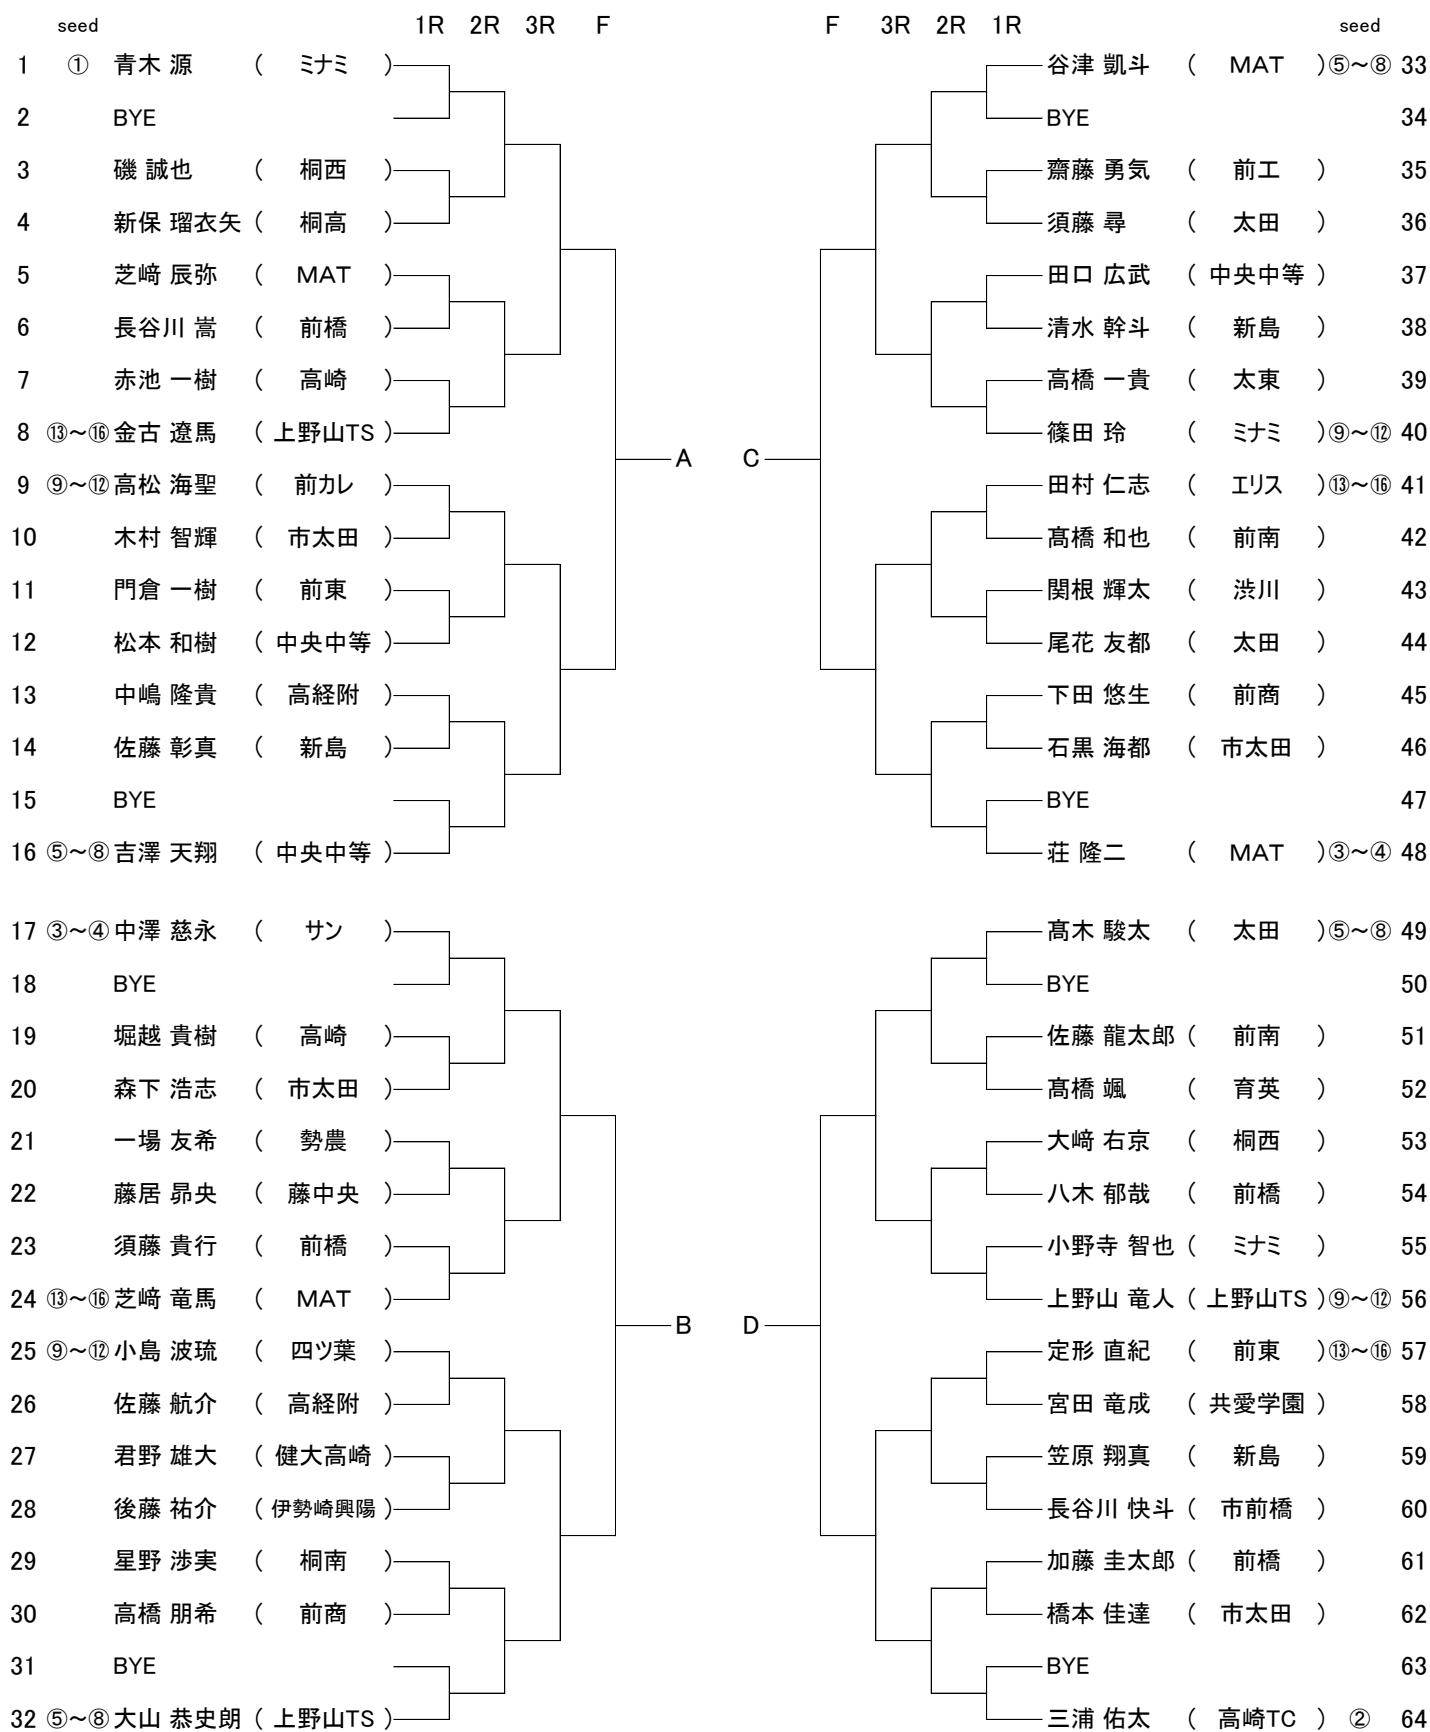 seed 1R 2R 3R F F 3R 2R 1R seed
1 ① 青木 源 ( ミナミ ) 谷津 凱斗 ( MAT ) ⑤～⑧ 33
2 BYE BYE 34
3 磯 誠也 ( 桐西 ) 齋藤 勇気 ( 前工 ) 35
4 新保 瑠衣矢 ( 桐高 ) 須藤 尋 ( 太田 ) 36
5 芝﨑 辰弥 ( MAT ) 田口 広武 ( 中央中等 ) 37
6 長谷川 嵩 ( 前橋 ) 清水 幹斗 ( 新島 ) 38
7 赤池 一樹 ( 高崎 ) 高橋 一貴 ( 太東 ) 39
8 ⑬～⑯ 金古 遼馬 ( 上野山TS ) 篠田 玲 ( ミナミ ) ⑨～⑫ 40
A C
9 ⑨～⑫ 高松 海聖 ( 前カレ ) 田村 仁志 ( エリス ) ⑬～⑯ 41
10 木村 智輝 ( 市太田 ) 髙橋 和也 ( 前南 ) 42
11 門倉 一樹 ( 前東 ) 関根 輝太 ( 渋川 ) 43
12 松本 和樹 ( 中央中等 ) 尾花 友都 ( 太田 ) 44
13 中嶋 隆貴 ( 高経附 ) 下田 悠生 ( 前商 ) 45
14 佐藤 彰真 ( 新島 ) 石黒 海都 ( 市太田 ) 46
15 BYE BYE 47
16 ⑤～⑧ 吉澤 天翔 ( 中央中等 ) 荘 隆二 ( MAT ) ③～④ 48
17 ③～④ 中澤 慈永 ( サン ) 髙木 駿太 ( 太田 ) ⑤～⑧ 49
18 BYE BYE 50
19 堀越 貴樹 ( 高崎 ) 佐藤 龍太郎 ( 前南 ) 51
20 森下 浩志 ( 市太田 ) 髙橋 颯 ( 育英 ) 52
21 一場 友希 ( 勢農 ) 大﨑 右京 ( 桐西 ) 53
22 藤居 昴央 ( 藤中央 ) 八木 郁哉 ( 前橋 ) 54
23 須藤 貴行 ( 前橋 ) 小野寺 智也 ( ミナミ ) 55
24 ⑬～⑯ 芝﨑 竜馬 ( MAT ) 上野山 竜人 ( 上野山TS ) ⑨～⑫ 56
B D
25 ⑨～⑫ 小島 波琉 ( 四ツ葉 ) 定形 直紀 ( 前東 ) ⑬～⑯ 57
26 佐藤 航介 ( 高経附 ) 宮田 竜成 ( 共愛学園 ) 58
27 君野 雄大 ( 健大高崎 ) 笠原 翔真 ( 新島 ) 59
28 後藤 祐介 ( 伊勢崎興陽 ) 長谷川 快斗 ( 市前橋 ) 60
29 星野 渉実 ( 桐南 ) 加藤 圭太郎 ( 前橋 ) 61
30 高橋 朋希 ( 前商 ) 橋本 佳達 ( 市太田 ) 62
31 BYE BYE 63
32 ⑤～⑧ 大山 恭史朗 ( 上野山TS ) 三浦 佑太 ( 高崎TC ) ② 64